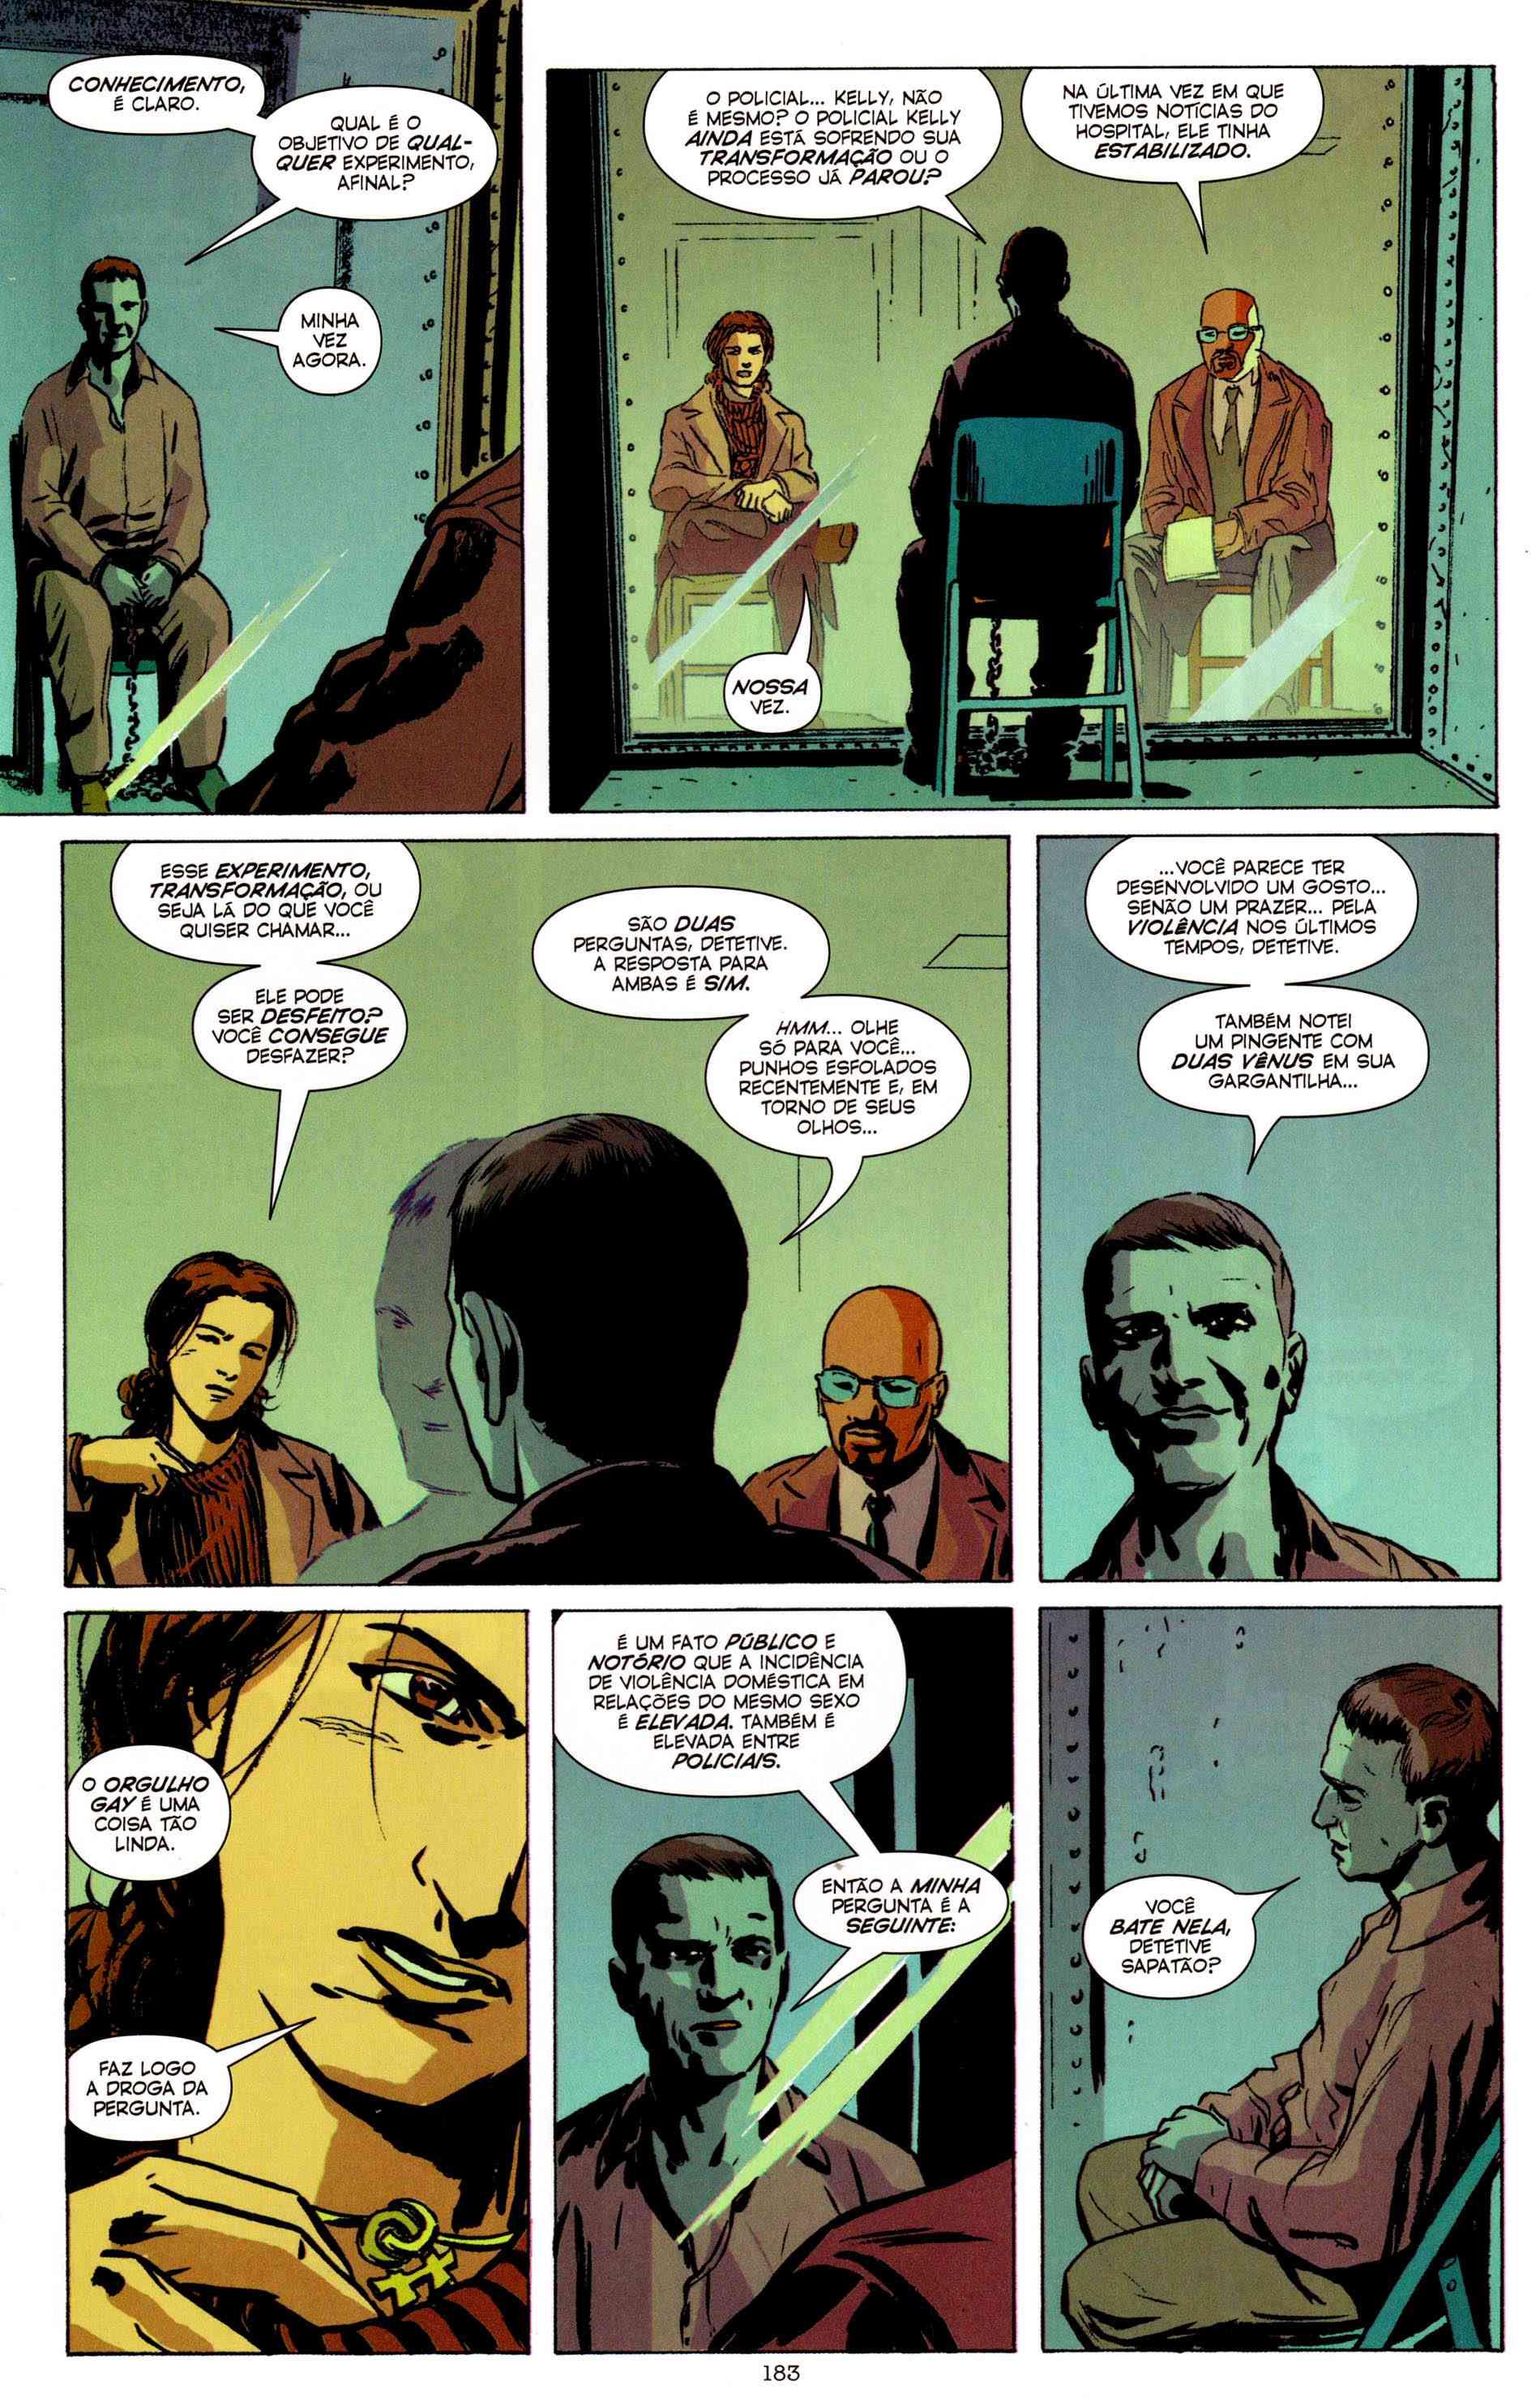 CONHECIMENTO,
É CLARO.
QUAL É O
OBJETIVO DE QUAL-
QUER EXPERIMENTO,
AFINAL?
MINHA
VEZ
AGORA.
O POLICIAL... KELLY, NÃO
É MESMO? O POLICIAL KELLY
AINDA ESTÁ SOFRENDO SUA
TRANSFORMAÇÃO OU O
PROCESSO JÁ PAROU?
NA ÚLTIMA VEZ EM QUE
TIVEMOS NOTÍCIAS DO
HOSPITAL, ELE TINHA
ESTABILIZADO.
NOSSA
VEZ.
ESSE EXPERIMENTO,
TRANSFORMAÇÃO, OU
SEJA LÁ DO QUE VOCÊ
QUISER CHAMAR...
ELE PODE
SER DESFEITO?
VOCÊ CONSEGUE
DESFAZER?
SÃO DUAS
PERGUNTAS, DETETIVE.
A RESPOSTA PARA
AMBAS É SIM.
HMM... OLHE
SÓ PARA VOCÊ...
PUNHOS ESFOLADOS
RECENTEMENTE E, EM
TORNO DE SEUS
OLHOS...
...VOCÊ PARECE TER
DESENVOLVIDO UM GOSTO...
SENÃO UM PRAZER... PELA
VIOLÊNCIA NOS ÚLTIMOS
TEMPOS, DETETIVE.
TAMBÉM NOTEI
UM PINGENTE COM
DUAS VÊNUS EM SUA
GARGANTILHA...
O ORGULHO
GAY É UMA
COISA TÃO
LINDA.
FAZ LOGO
A DROGA DA
PERGUNTA.
É UM FATO PÚBLICO E
NOTÓRIO QUE A INCIDÊNCIA
DE VIOLÊNCIA DOMÉSTICA EM
RELAÇÕES DO MESMO SEXO
É ELEVADA. TAMBÉM É
ELEVADA ENTRE
POLICIAIS.
ENTÃO A MINHA
PERGUNTA É A
SEGUINTE:
VOCÊ
BATE NELA,
DETETIVE
SAPATÃO?
183